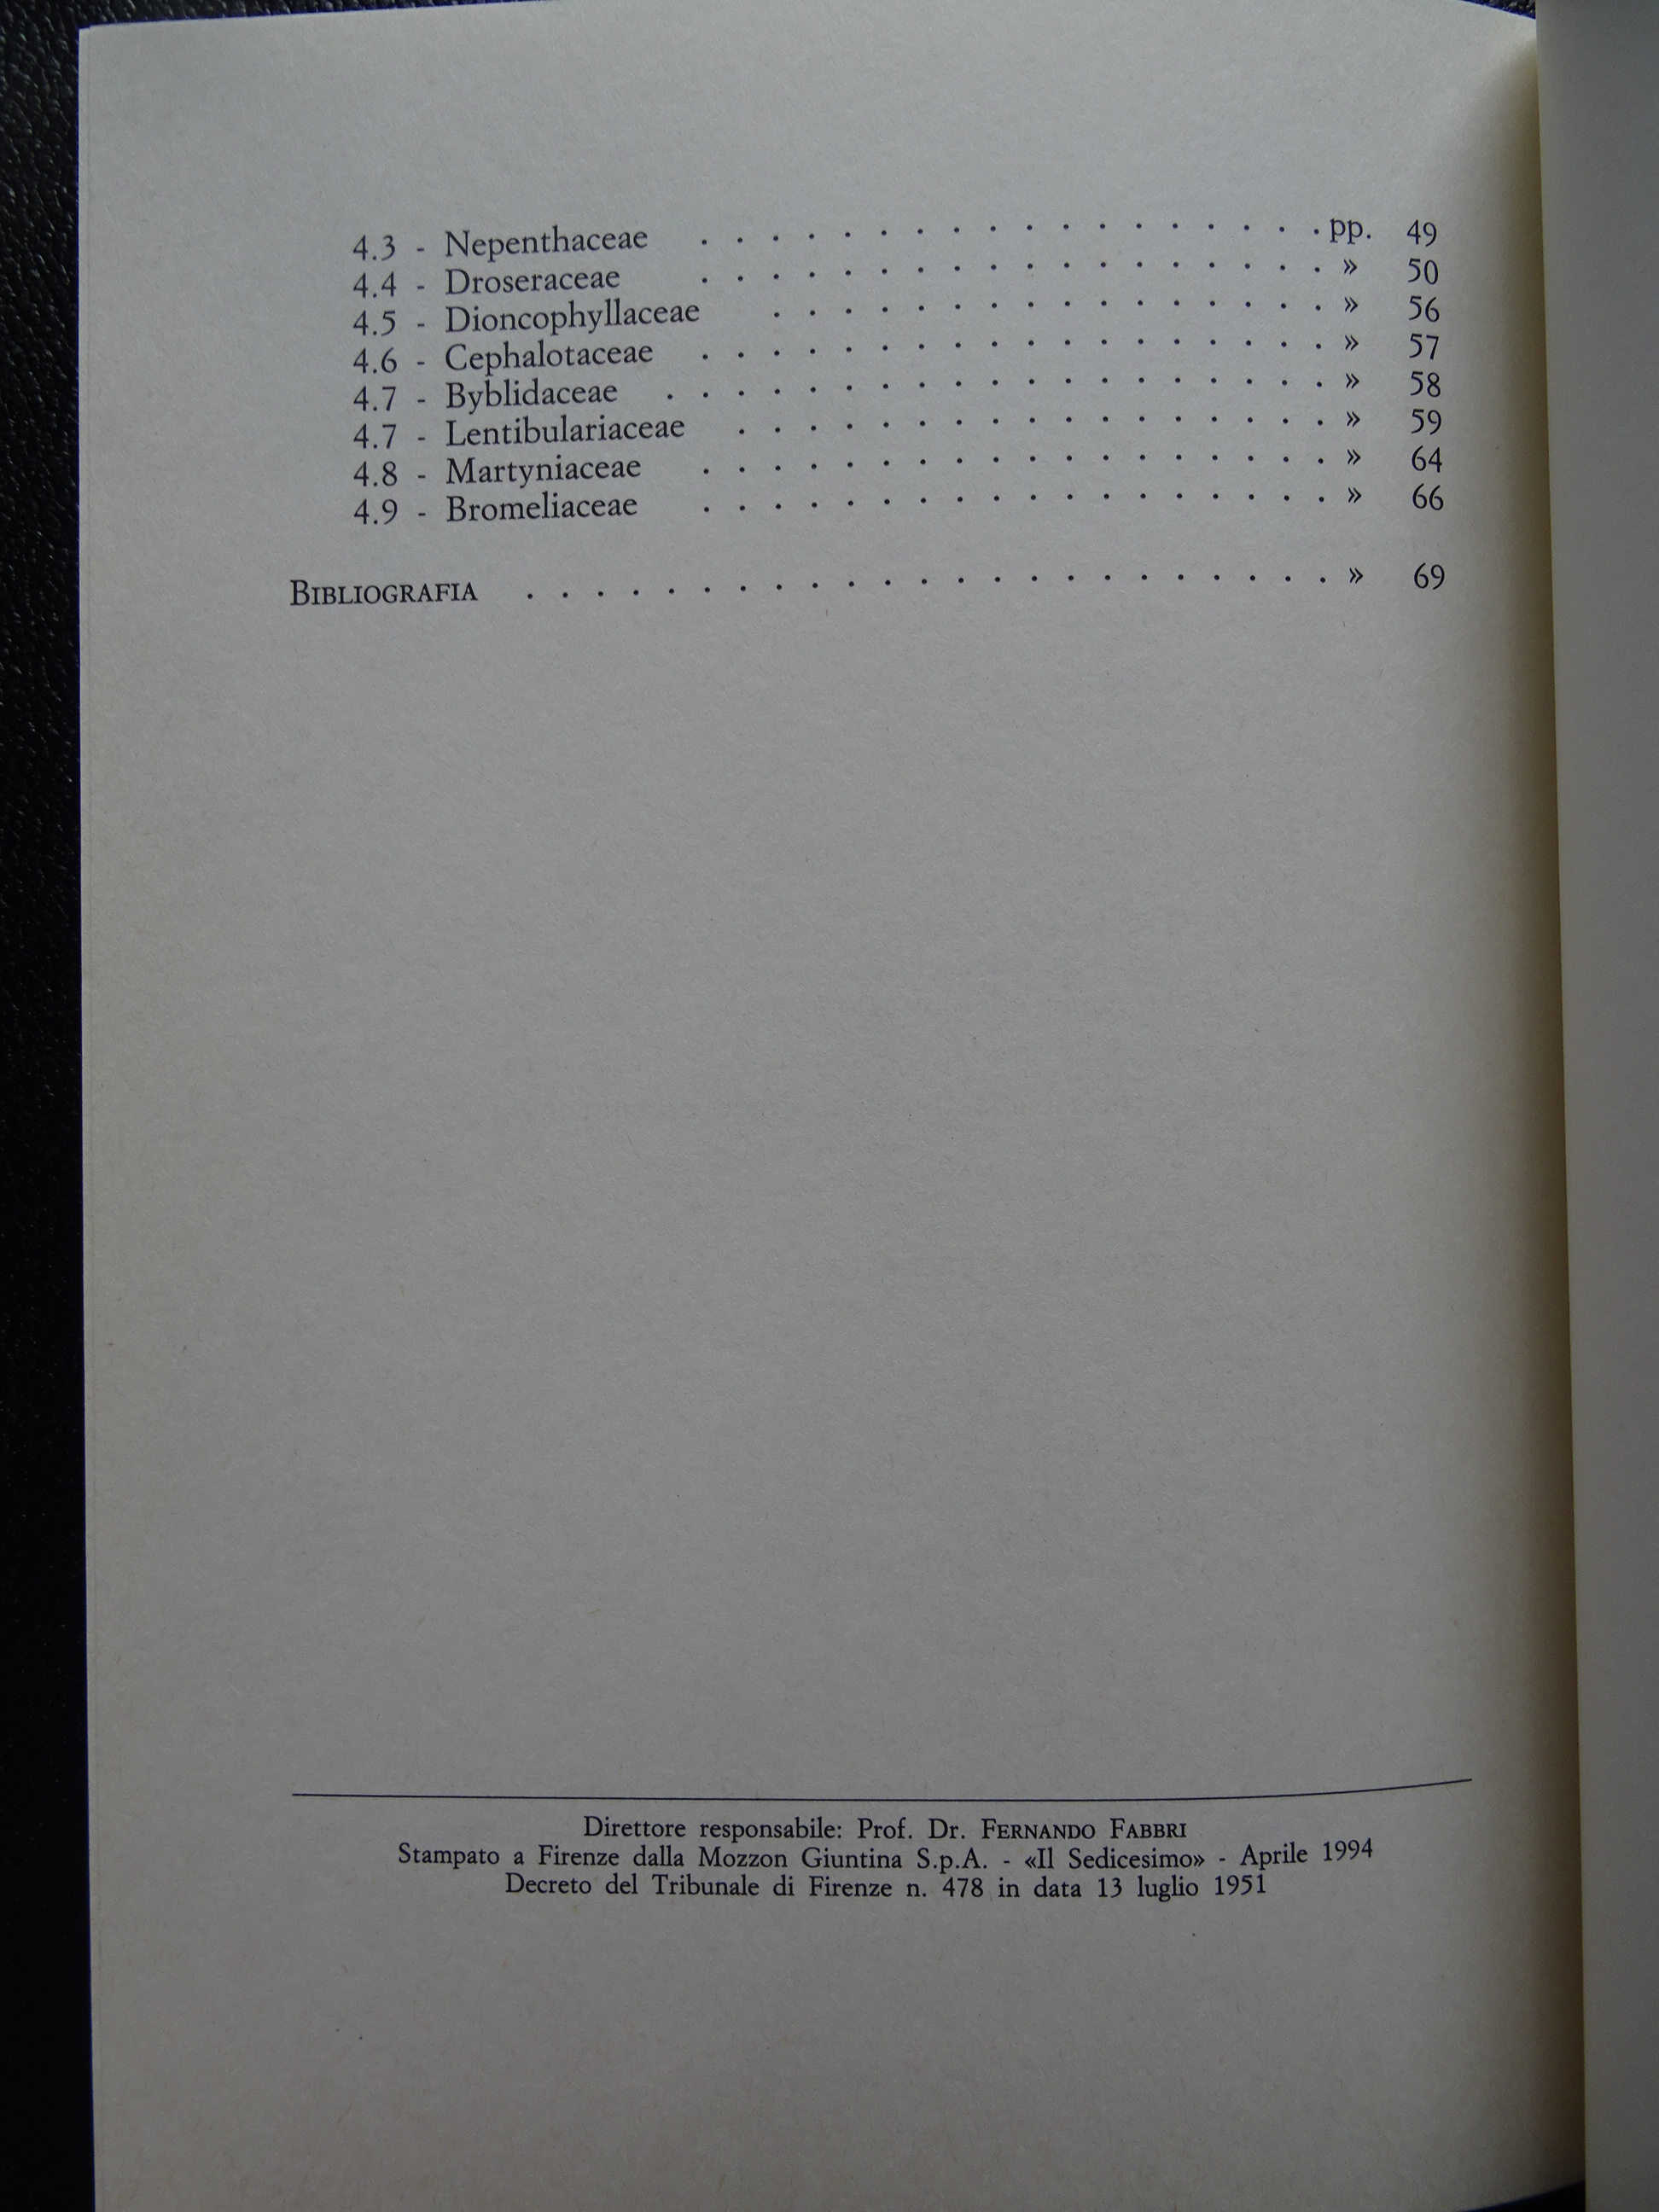 4.3 - Nepenthaceae . . . . . . . . . . . . . . . . . . pp. 49
4.4 - Droseraceae . . . . . . . . . . . . . . . . . . » 50
4.5 - Dioncophyllaceae . . . . . . . . . . . . . . . . » 56
4.6 - Cephalotaceae . . . . . . . . . . . . . . . . . . » 57
4.7 - Byblidaceae . . . . . . . . . . . . . . . . . . . » 58
4.7 - Lentibulariaceae . . . . . . . . . . . . . . . . . » 59
4.8 - Martyniaceae . . . . . . . . . . . . . . . . . . » 64
4.9 - Bromeliaceae . . . . . . . . . . . . . . . . . . » 66
BIBLIOGRAFIA . . . . . . . . . . . . . . . . . . . . . . . » 69
Direttore responsabile: Prof. Dr. FERNANDO FABBRI
Stampato a Firenze dalla Mozzon Giuntina S.p.A. - «Il Sedicesimo» - Aprile 1994
Decreto del Tribunale di Firenze n. 478 in data 13 luglio 1951